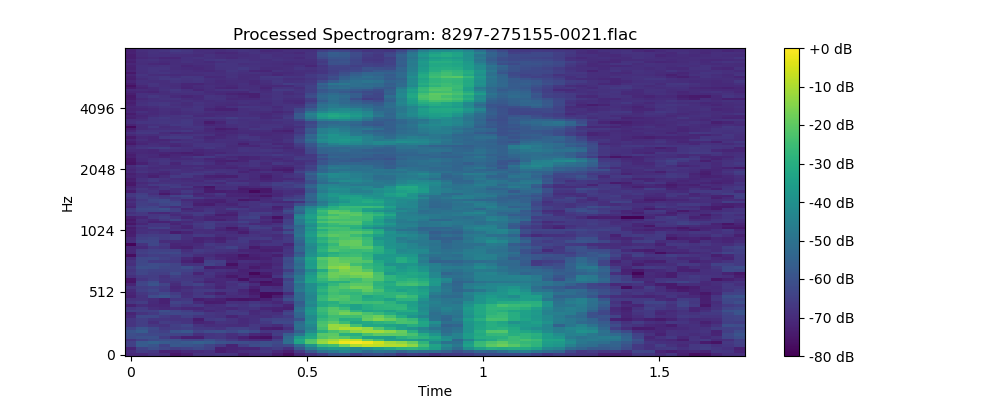 Processed Spectrogram: 8297-275155-0021.flac
Hz
4096
2048
1024
512
0
0
0.5
1
1.5
Time
+0 dB
-10 dB
-20 dB
-30 dB
-40 dB
-50 dB
-60 dB
-70 dB
-80 dB